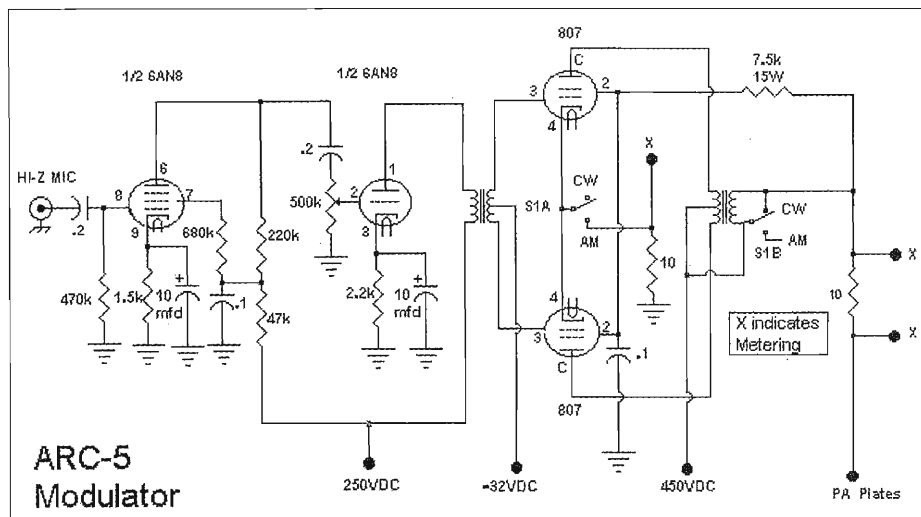 807
1/2 6AN8
1/2 6AN8
7.5k
15W
C
3
2
4
6
.2
1
X
HI-Z MIC
8
7
9
.2
500k
2
3
S1A
CW
AM
CW
AM
S1B
680k
220k
470k
1.5k
+
10
mfd
.1
47k
2.2k
+
10
mfd
10
4
3
2
C
.1
X
10
X
X indicates
Metering
807
ARC-5
Modulator
250VDC
-32VDC
450VDC
PA Plates